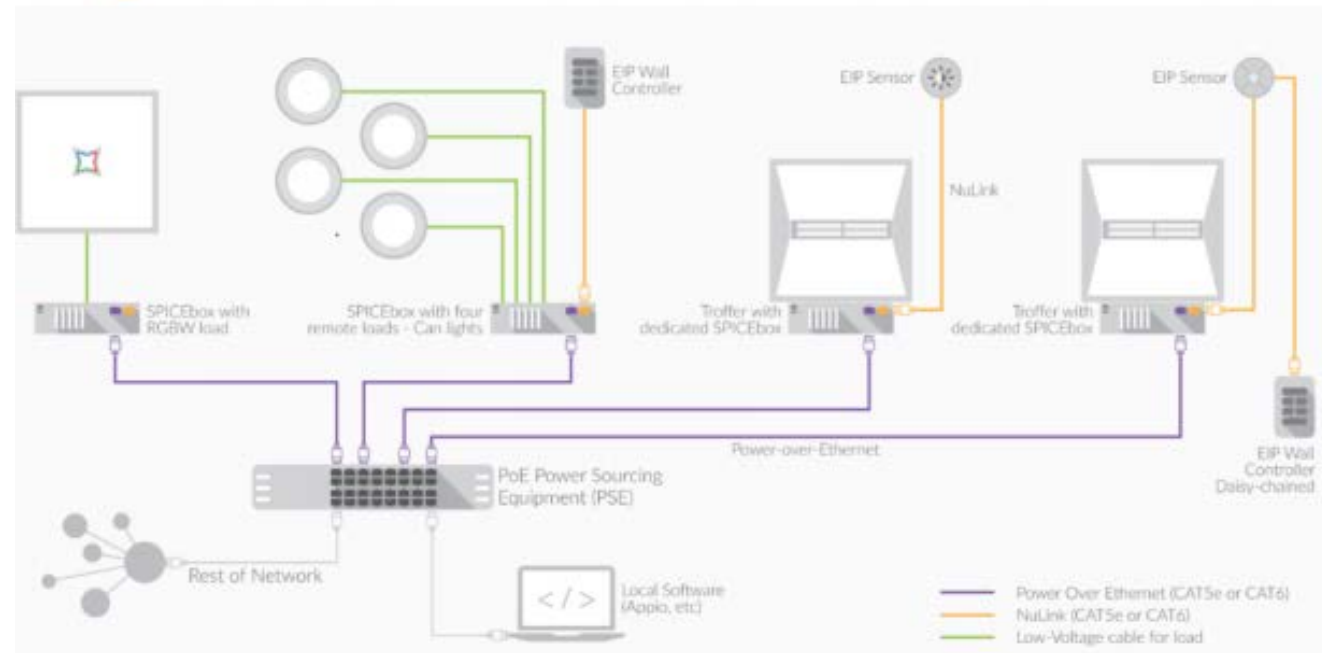 EIP Wall
Controller
EIP Sensor
EIP Sensor
NuLink
SPICEbox with
RGBW load
SPICEbox with four
remote loads - Can lights
Troffer with
dedicated SPICEbox
Troffer with
dedicated SPICEbox
Power-over-Ethernet
EIP Wall
Controller
Daisy-chained
PoE Power Sourcing
Equipment (PSE)
Rest of Network
</>
Local Software
(Appio, etc)
Power Over Ethernet (CAT5e or CAT6)
NuLink (CAT5e or CAT6)
Low-Voltage cable for load